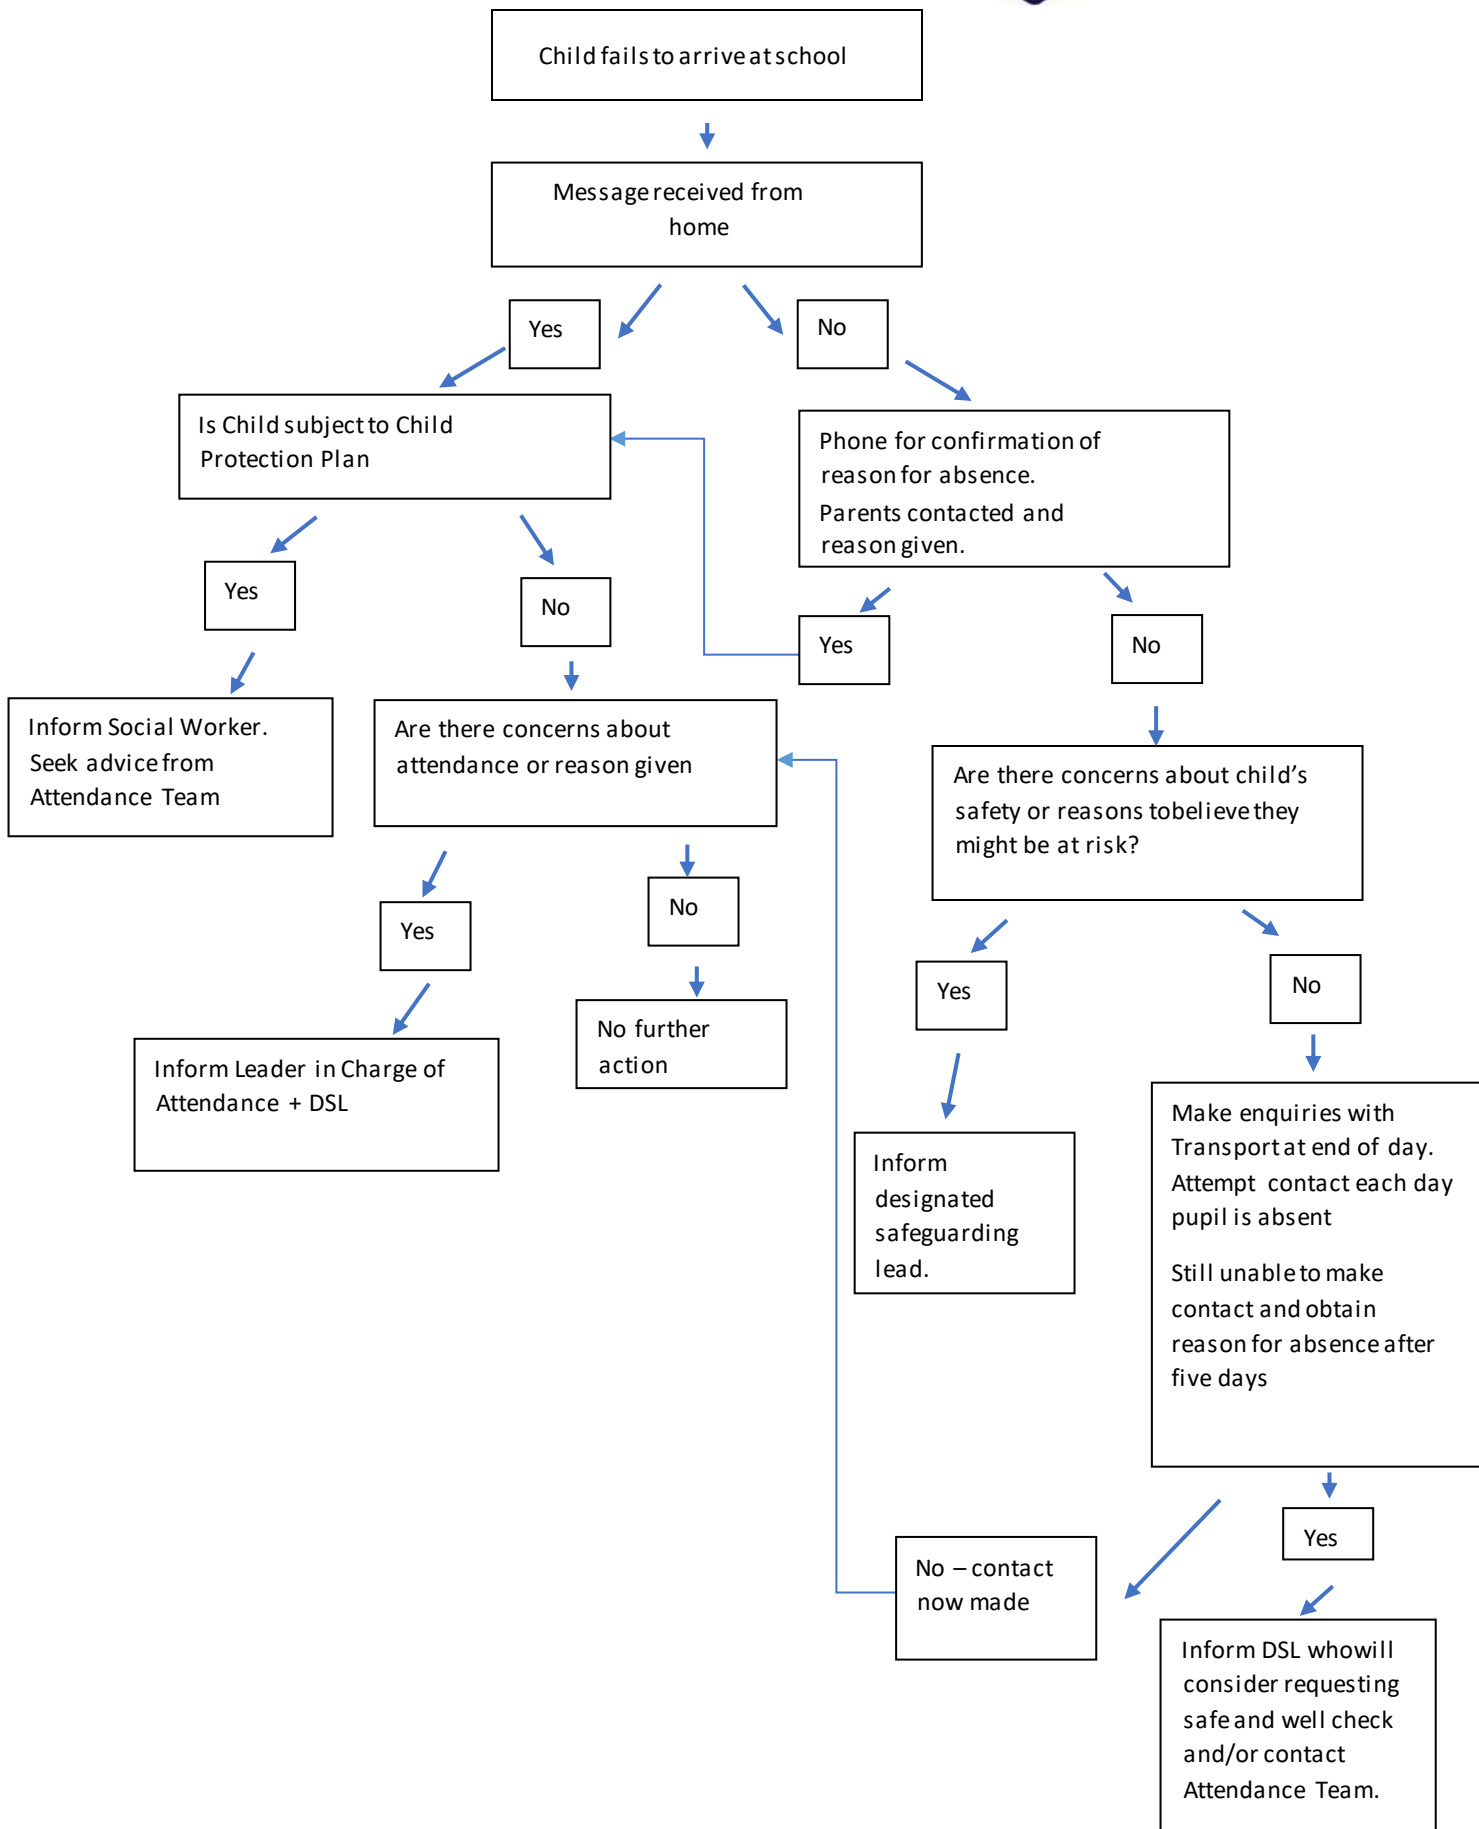 Child fails to arrive at school
Message received from
home
Yes
No
Is Child subject to Child
Protection Plan
Phone for confirmation of
reason for absence.
Parents contacted and
reason given.
Yes
No
Yes
No
Inform Social Worker.
Seek advice from
Attendance Team
Are there concerns about
attendance or reason given
Are there concerns about child’s
safety or reasons tobelieve they
might be at risk?
Yes
No
Yes
No
No further
action
Inform Leader in Charge of
Attendance + DSL
Inform
designated
safeguarding
lead.
Make enquiries with
Transport at end of day.
Attempt contact each day
pupil is absent
Still unable to make
contact and obtain
reason for absence after
five days
Yes
No – contact
now made
Inform DSL whowill
consider requesting
safe and well check
and/or contact
Attendance Team.